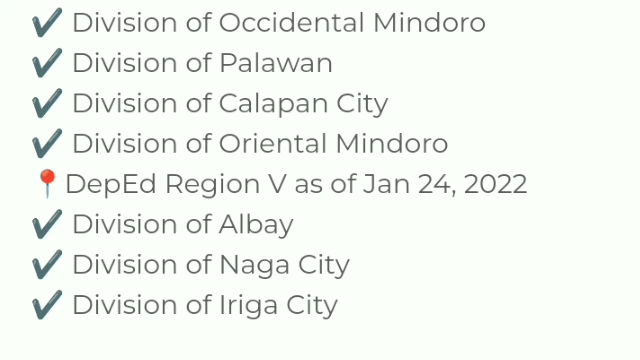 ✔️ Division of Occidental Mindoro
✔️ Division of Palawan
✔️ Division of Calapan City
✔️ Division of Oriental Mindoro
📍DepEd Region V as of Jan 24, 2022
✔️ Division of Albay
✔️ Division of Naga City
✔️ Division of Iriga City